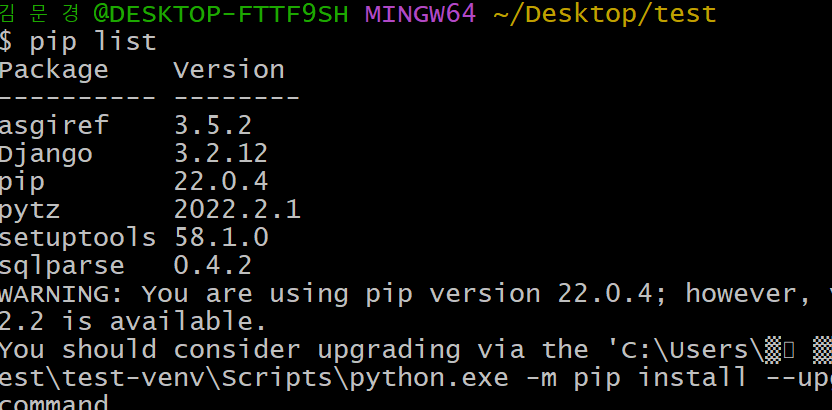 김 문 경 @DESKTOP-FTTF9SH MINGW64 ~/Desktop/test
$ pip list
Package    Version
---------- --------
asgiref    3.5.2
Django     3.2.12
pip        22.0.4
pytz       2022.2.1
setuptools 58.1.0
sqlparse   0.4.2
WARNING: You are using pip version 22.0.4; however,
2.2 is available.
You should consider upgrading via the 'C:\Users\
est\test-venv\Scripts\python.exe -m pip install --up
command